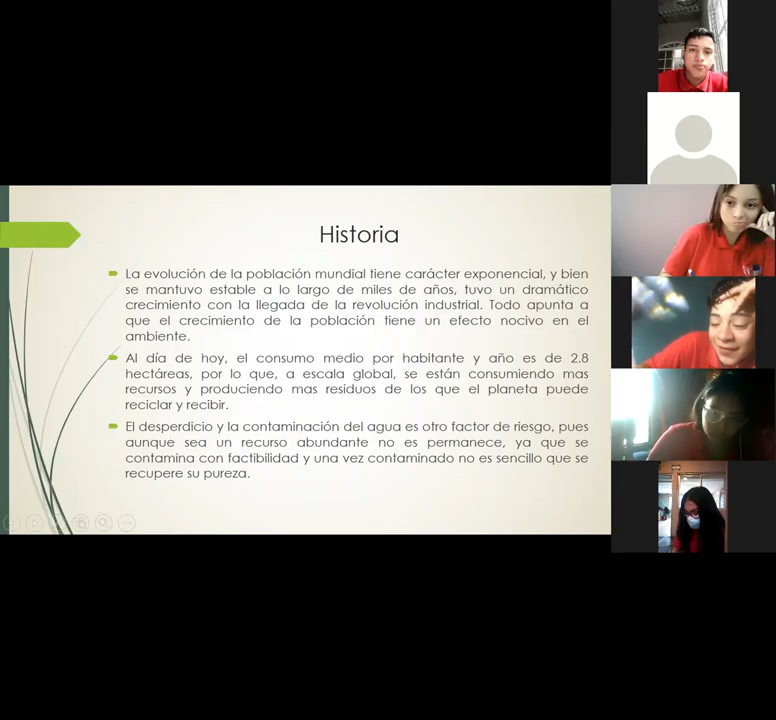 Historia
La evolución de la población mundial tiene carácter exponencial, y bien
se mantuvo estable a lo largo de miles de años, tuvo un dramático
crecimiento con la llegada de la revolución industrial. Todo apunta a
que el crecimiento de la población tiene un efecto nocivo en el
ambiente.
Al día de hoy, el consumo medio por habitante y año es de 2.8
hectáreas, por lo que, a escala global, se están consumiendo mas
recursos y produciendo mas residuos de los que el planeta puede
reciclar y recibir.
El desperdicio y la contaminación del agua es otro factor de riesgo, pues
aunque sea un recurso abundante no es permanece, ya que se
contamina con factibilidad y una vez contaminado no es sencillo que se
recupere su pureza.